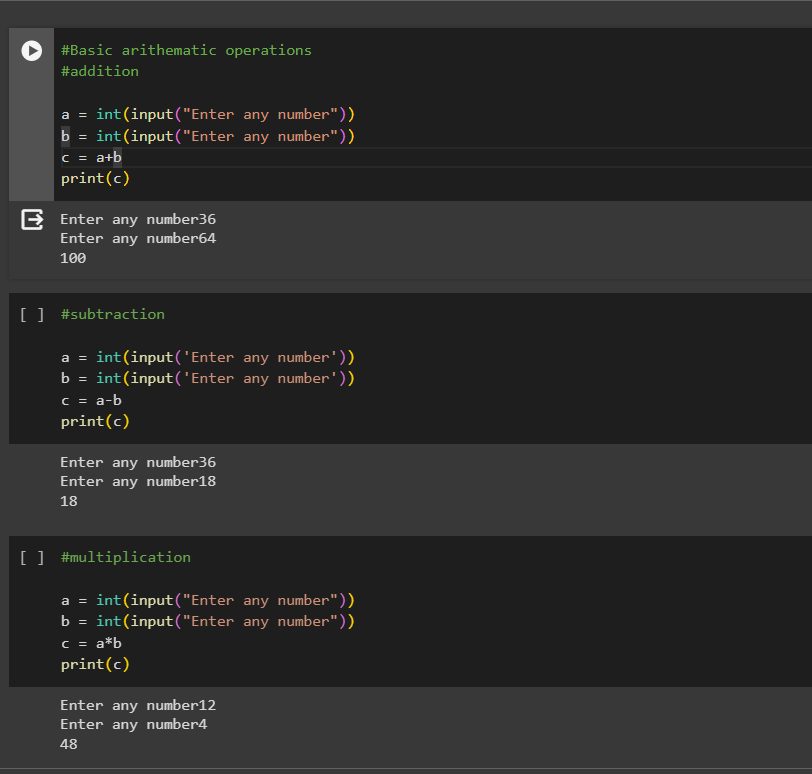 #Basic arithematic operations
#addition
a = int(input("Enter any number"))
b = int(input("Enter any number"))
c = a+b
print(c)
Enter any number36
Enter any number64
100
[ ] #subtraction
a = int(input('Enter any number'))
b = int(input('Enter any number'))
c = a-b
print(c)
Enter any number36
Enter any number18
18
[ ] #multiplication
a = int(input("Enter any number"))
b = int(input("Enter any number"))
c = a*b
print(c)
Enter any number12
Enter any number4
48